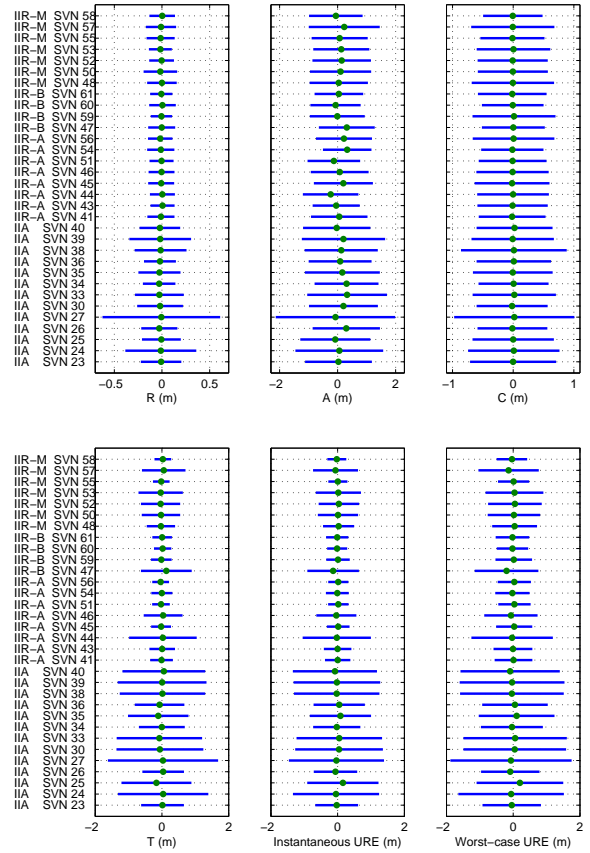 IIR−M SVN 58
IIR−M SVN 57
IIR−M SVN 55
IIR−M SVN 53
IIR−M SVN 52
IIR−M SVN 50
IIR−M SVN 48
IIR−B SVN 61
IIR−B SVN 60
IIR−B SVN 59
IIR−B SVN 47
IIR−A SVN 56
IIR−A SVN 54
IIR−A SVN 51
IIR−A SVN 46
IIR−A SVN 45
IIR−A SVN 44
IIR−A SVN 43
IIR−A SVN 41
IIA SVN 40
IIA SVN 39
IIA SVN 38
IIA SVN 36
IIA SVN 35
IIA SVN 34
IIA SVN 33
IIA SVN 30
IIA SVN 27
IIA SVN 26
IIA SVN 25
IIA SVN 24
IIA SVN 23
−0.5 0 0.5
R (m)
−2 0 2
A (m)
−1 0 1
C (m)
IIR−M SVN 58
IIR−M SVN 57
IIR−M SVN 55
IIR−M SVN 53
IIR−M SVN 52
IIR−M SVN 50
IIR−M SVN 48
IIR−B SVN 61
IIR−B SVN 60
IIR−B SVN 59
IIR−B SVN 47
IIR−A SVN 56
IIR−A SVN 54
IIR−A SVN 51
IIR−A SVN 46
IIR−A SVN 45
IIR−A SVN 44
IIR−A SVN 43
IIR−A SVN 41
IIA SVN 40
IIA SVN 39
IIA SVN 38
IIA SVN 36
IIA SVN 35
IIA SVN 34
IIA SVN 33
IIA SVN 30
IIA SVN 27
IIA SVN 26
IIA SVN 25
IIA SVN 24
IIA SVN 23
−2 0 2
T (m)
−2 0 2
Instantaneous URE (m)
−2 0 2
Worst−case URE (m)